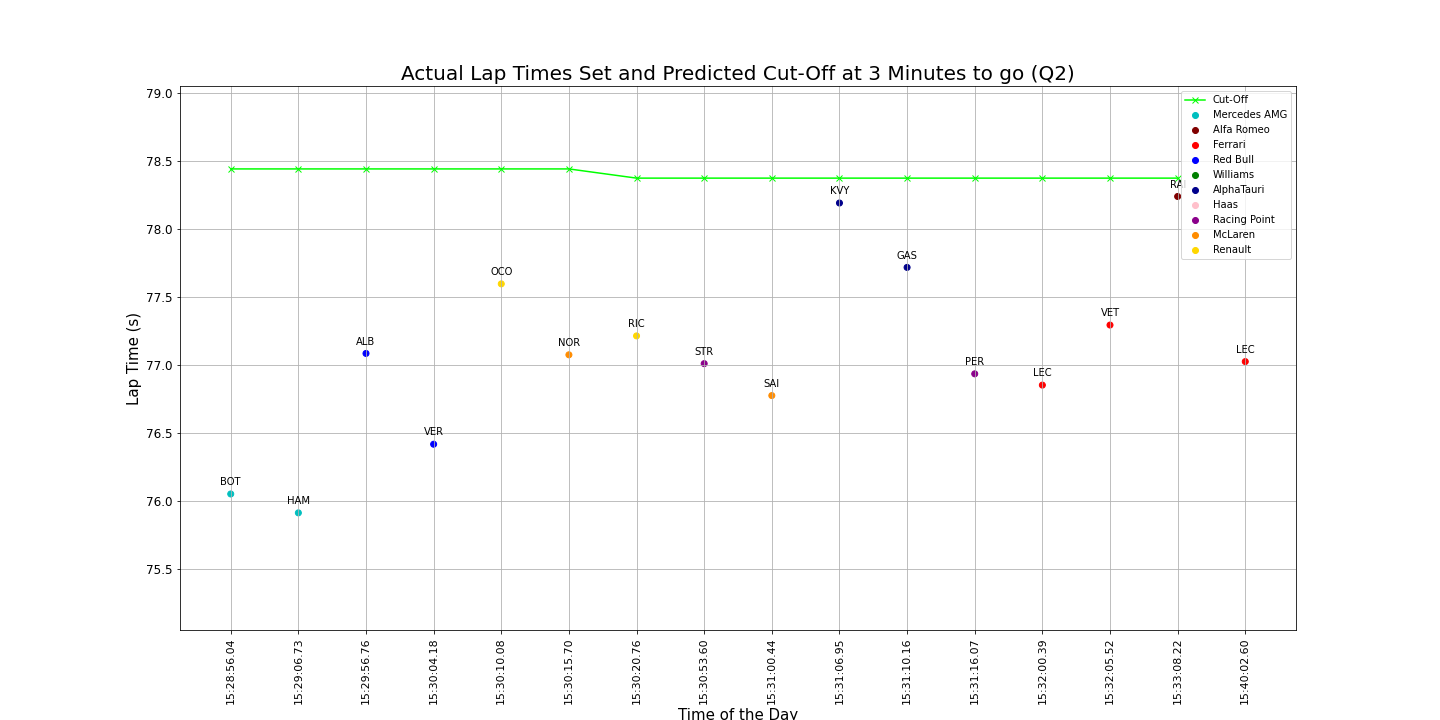 Actual Lap Times Set and Predicted Cut-Off at 3 Minutes to go (Q2)
79.0
78.5
78.0
77.5
77.0
76.5
76.0
75.5
Lap Time (s)
Cut-Off
Mercedes AMG
Alfa Romeo
Ferrari
Red Bull
Williams
AlphaTauri
Haas
Racing Point
McLaren
Renault
BOT
HAM
ALB
VER
OCO
NOR
RIC
STR
SAI
KVY
GAS
PER
LEC
VET
RA
LEC
15:28:56.04
15:29:06.73
15:29:56.76
15:30:04.18
15:30:10.08
15:30:15.70
15:30:20.76
15:30:53.60
15:31:00.44
15:31:06.95
15:31:10.16
15:31:16.07
15:32:00.39
15:32:05.52
15:33:08.22
15:40:02.60
Time of the Day